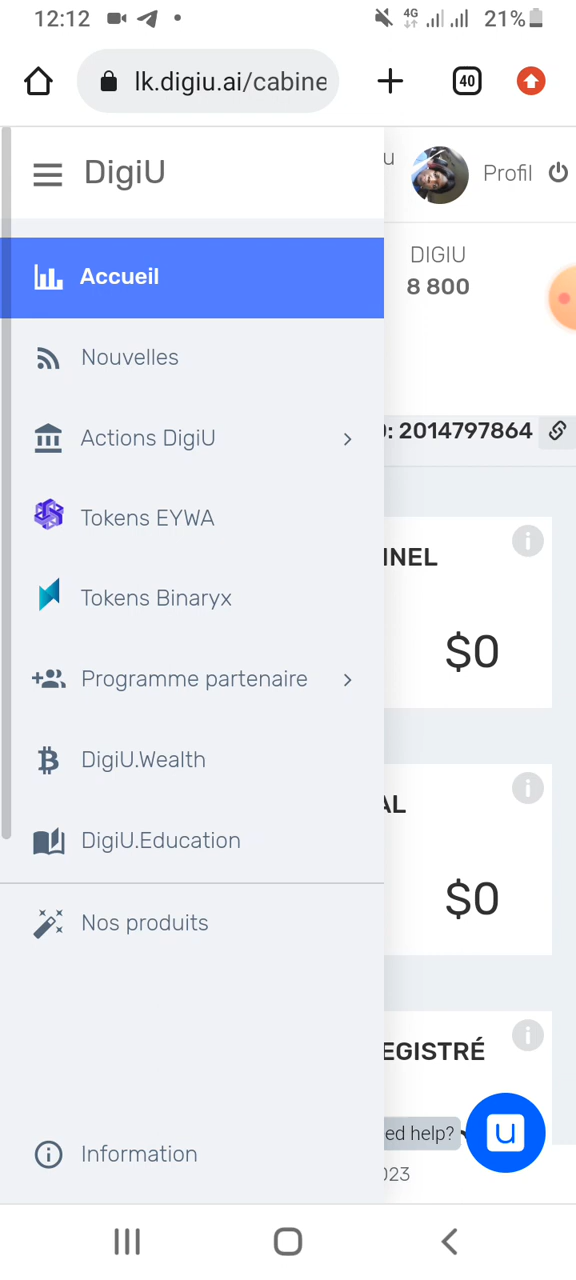 12:12
4G
21%
lk.digiu.ai/cabine
40
DigiU
u
Profil
Accueil
DIGIU
8 800
Nouvelles
Actions DigiU
: 2014797864
Tokens EYWA
NNEL
$0
Tokens Binaryx
Programme partenaire
DigiU.Wealth
AL
DigiU.Education
$0
Nos produits
EGISTRÉ
ed help?
u
Information
023